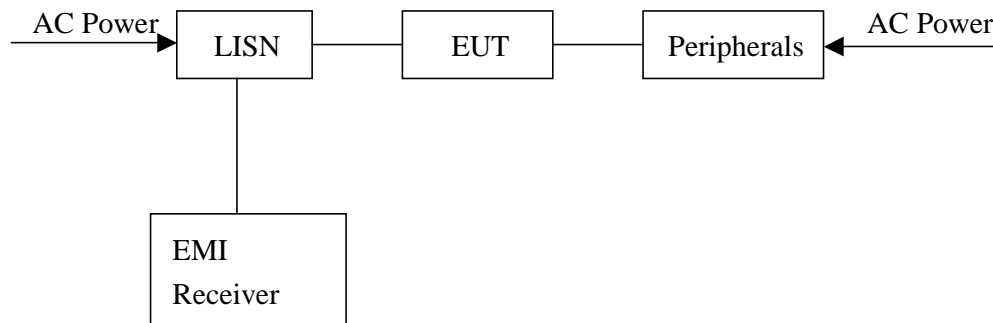 AC Power
LISN
EUT
Peripherals
AC Power
EMI
Receiver